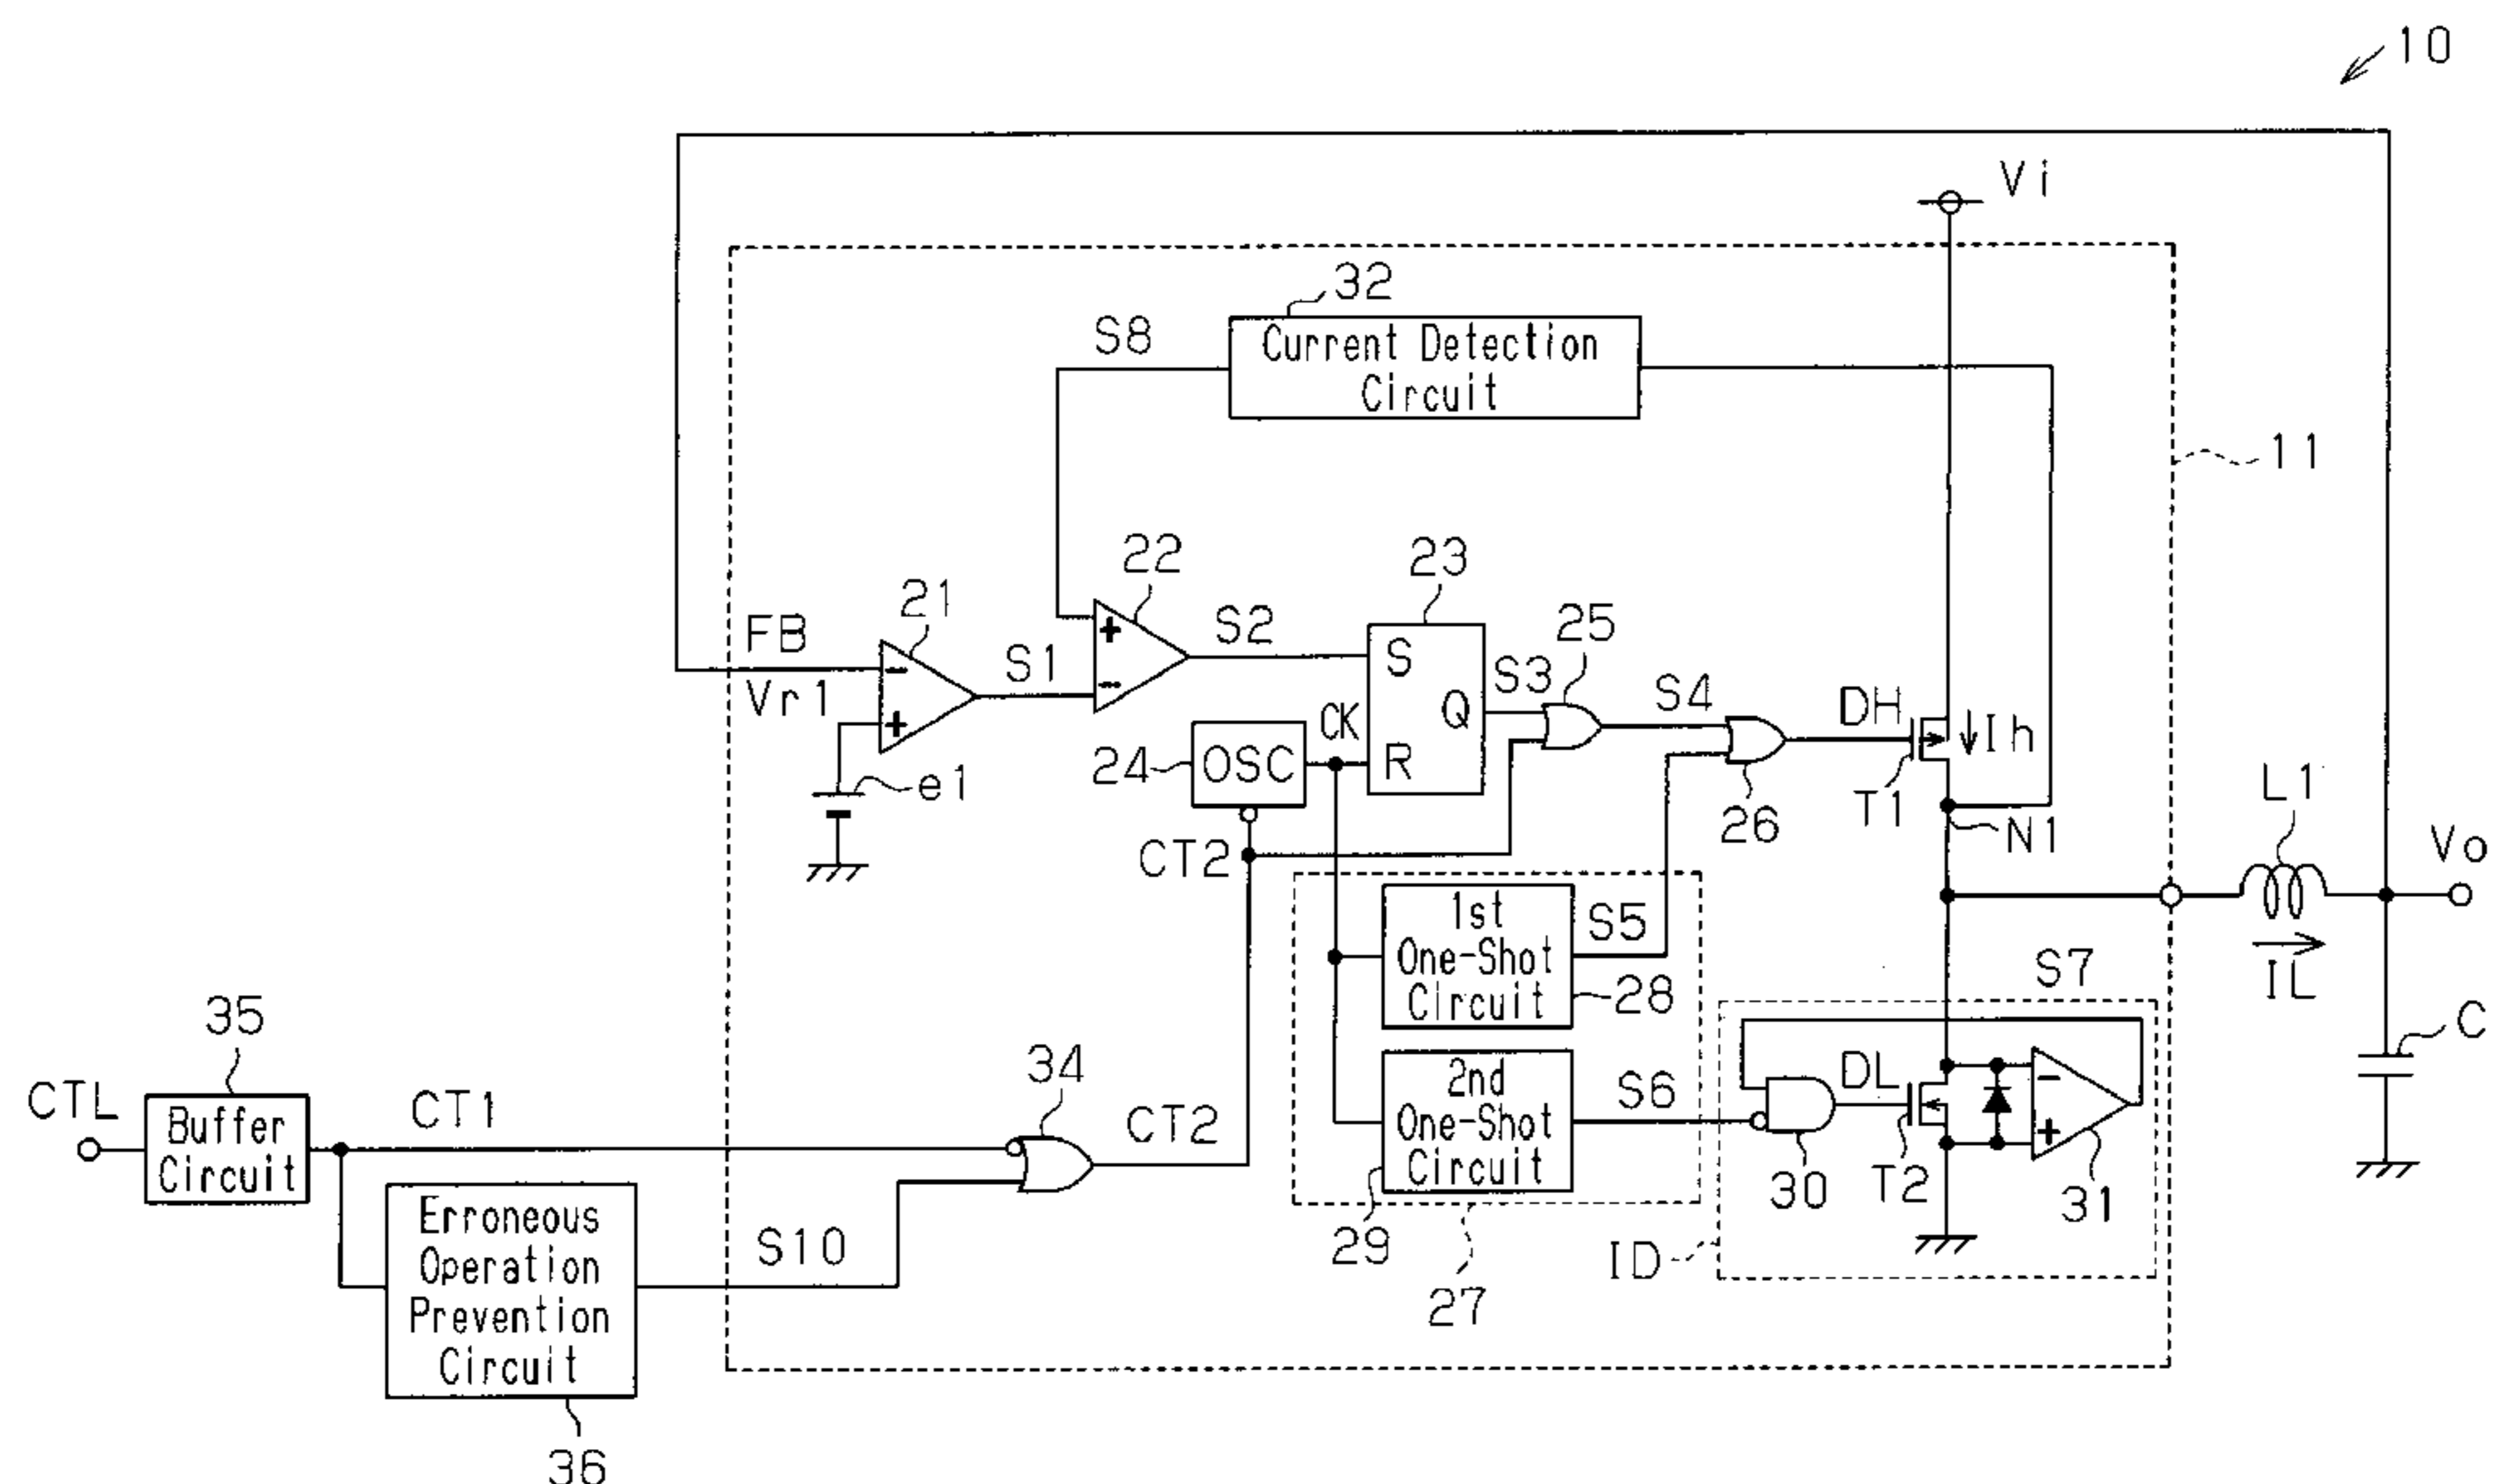 10
Vi
32
Current Detection
Circuit
S8
11
22
23
21
25
FB
S1
S2
S
S3
S4
Vr1
+
-
-
+
CK
Q
DH
Ih
24
OSC
R
e1
26
T1
N1
L1
Vo
CT2
1st
One-Shot
Circuit
S5
28
S7
IL
C
35
34
CTL
Buffer
Circuit
CT1
CT2
2nd
One-Shot
Circuit
S6
DL
-
+
30
T2
31
Erroneous
Operation
Prevention
Circuit
S10
29
ID
27
36